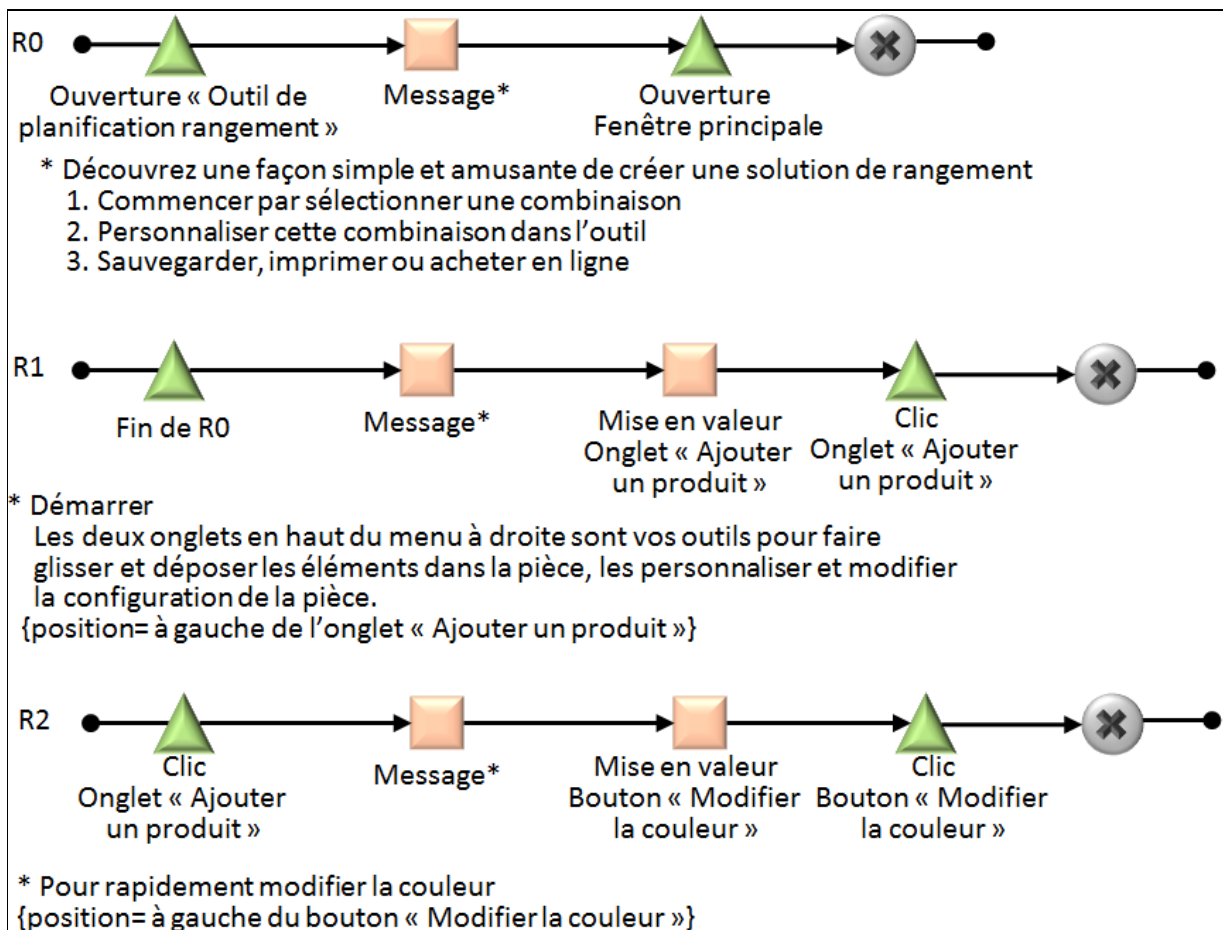 R0
Ouverture « Outil de
planification rangement »
Message*
Ouverture
Fenêtre principale
* Découvrez une façon simple et amusante de créer une solution de rangement
1. Commencer par sélectionner une combinaison
2. Personnaliser cette combinaison dans l'outil
3. Sauvegarder, imprimer ou acheter en ligne
R1
Fin de R0
Message*
Mise en valeur
Onglet « Ajouter
un produit »
Clic
Onglet « Ajouter
un produit »
* Démarrer
Les deux onglets en haut du menu à droite sont vos outils pour faire
glisser et déposer les éléments dans la pièce, les personnaliser et modifier
la configuration de la pièce.
{position= à gauche de l'onglet « Ajouter un produit »}
R2
Clic
Onglet « Ajouter
un produit »
Message*
Mise en valeur
Bouton « Modifier
la couleur »
Clic
Bouton « Modifier
la couleur »
* Pour rapidement modifier la couleur
{position= à gauche du bouton « Modifier la couleur »}